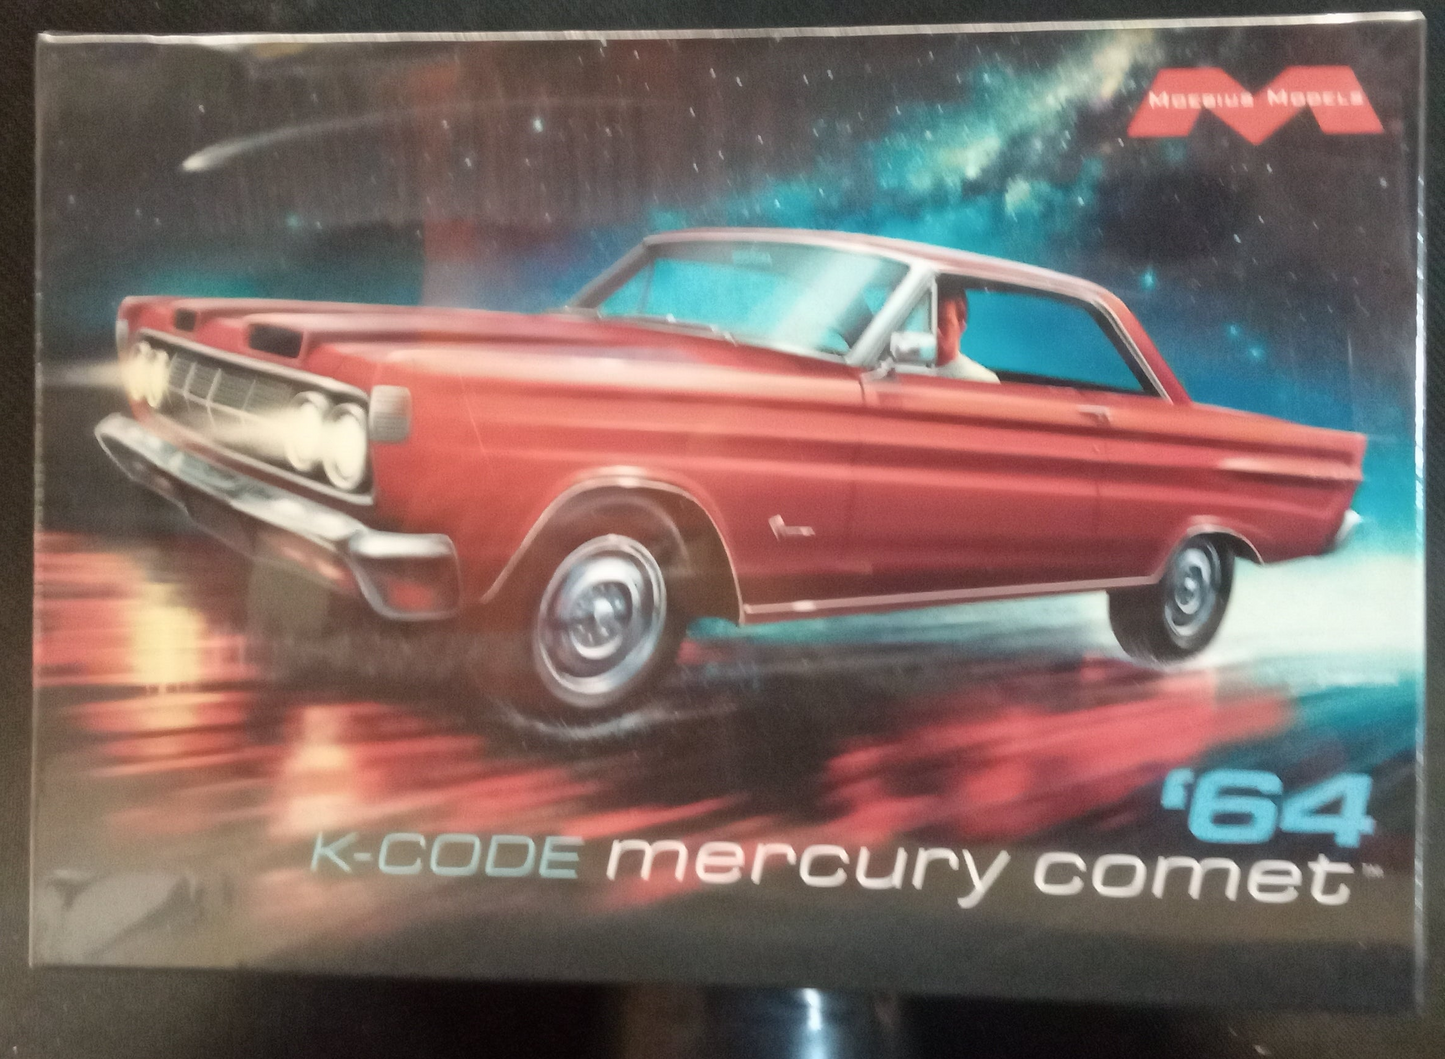 MOEBIUS MODELS
'64
K-CODE mercury comet™